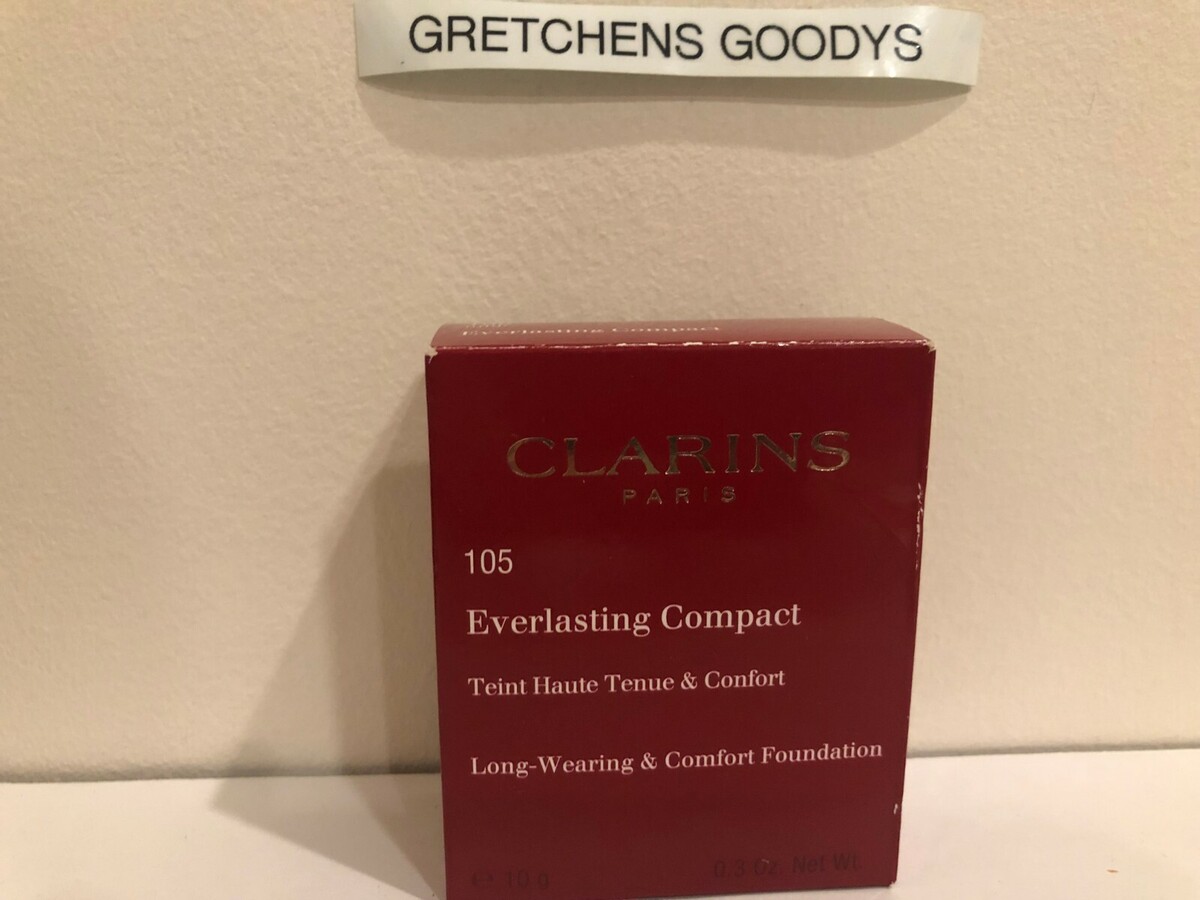 GRETCHENS GOODYS
Everlasting Compact
CLARINS
PARIS
105
Everlasting Compact
Teint Haute Tenue & Confort
Long-Wearing & Comfort Foundation
e 10 g 0.3 Oz. Net Wt.